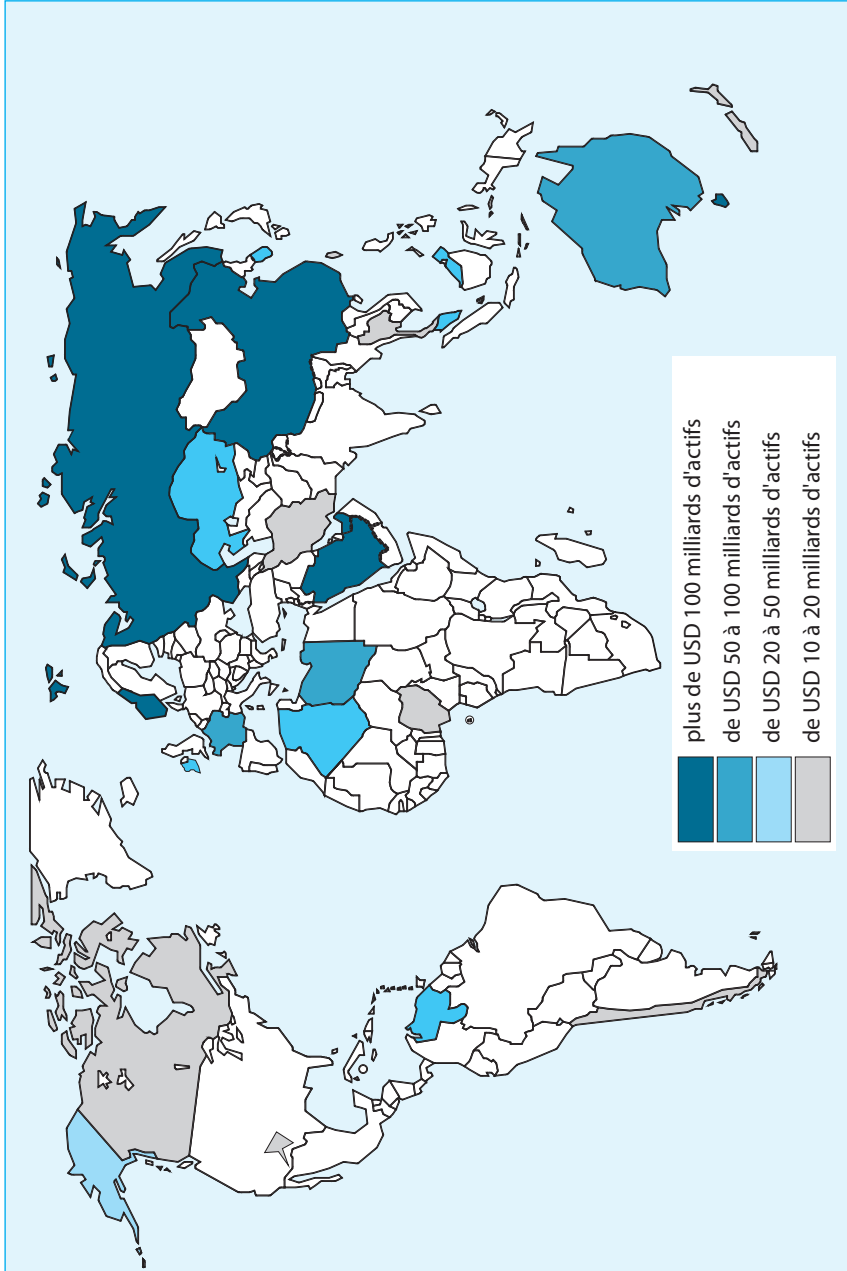 plus de USD 100 milliards d'actifs
de USD 50 à 100 milliards d'actifs
de USD 20 à 50 milliards d'actifs
de USD 10 à 20 milliards d'actifs